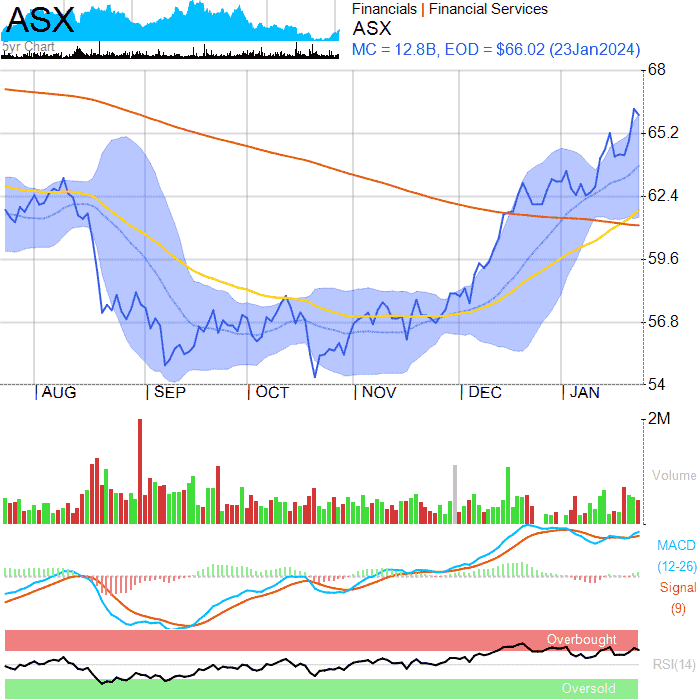 ASX
5yr Chart
Financials | Financial Services
ASX
MC = 12.8B, EOD = $66.02 (23Jan2024)
68
65.2
62.4
59.6
56.8
54
| AUG | SEP | OCT | NOV | DEC | JAN
2M
Volume
MACD
(12-26)
Signal
(9)
Overbought
RSI(14)
Oversold